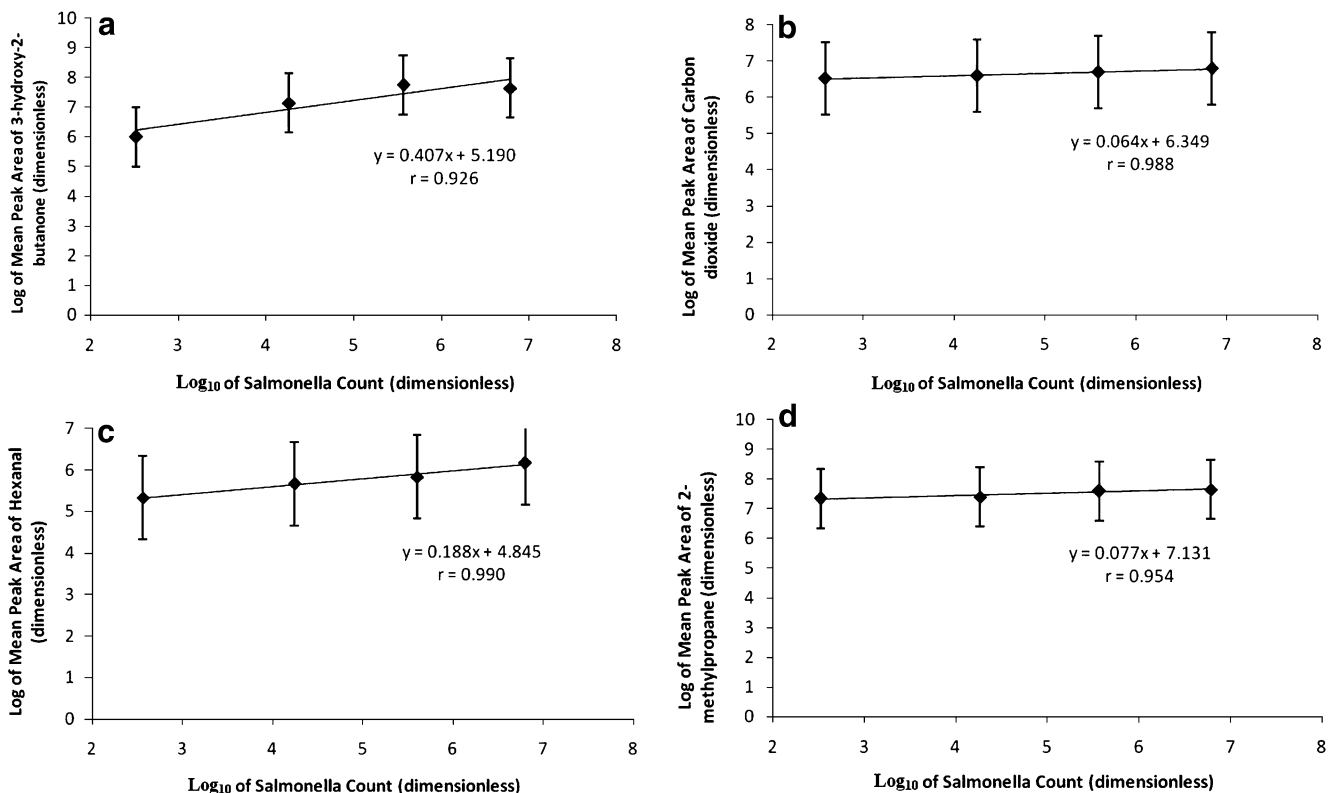 a
Log of Mean Peak Area of 3-hydroxy-2-
butanone (dimensionless)
10
9
8
7
6
5
4
3
2
1
0
y = 0.407x + 5.190
r = 0.926
2 3 4 5 6 7 8
Log10 of Salmonella Count (dimensionless)
b
Log of Mean Peak Area of Carbon
dioxide (dimensionless)
8
7
6
5
4
3
2
1
0
y = 0.064x + 6.349
r = 0.988
2 3 4 5 6 7 8
Log10 of Salmonella Count (dimensionless)
c
Log of Mean Peak Area of Hexanal
(dimensionless)
7
6
5
4
3
2
1
0
y = 0.188x + 4.845
r = 0.990
2 3 4 5 6 7 8
Log10 of Salmonella Count (dimensionless)
d
Log of Mean Peak Area of 2-
methylpropane (dimensionless)
10
9
8
7
6
5
4
3
2
1
0
y = 0.077x + 7.131
r = 0.954
2 3 4 5 6 7 8
Log10 of Salmonella Count (dimensionless)